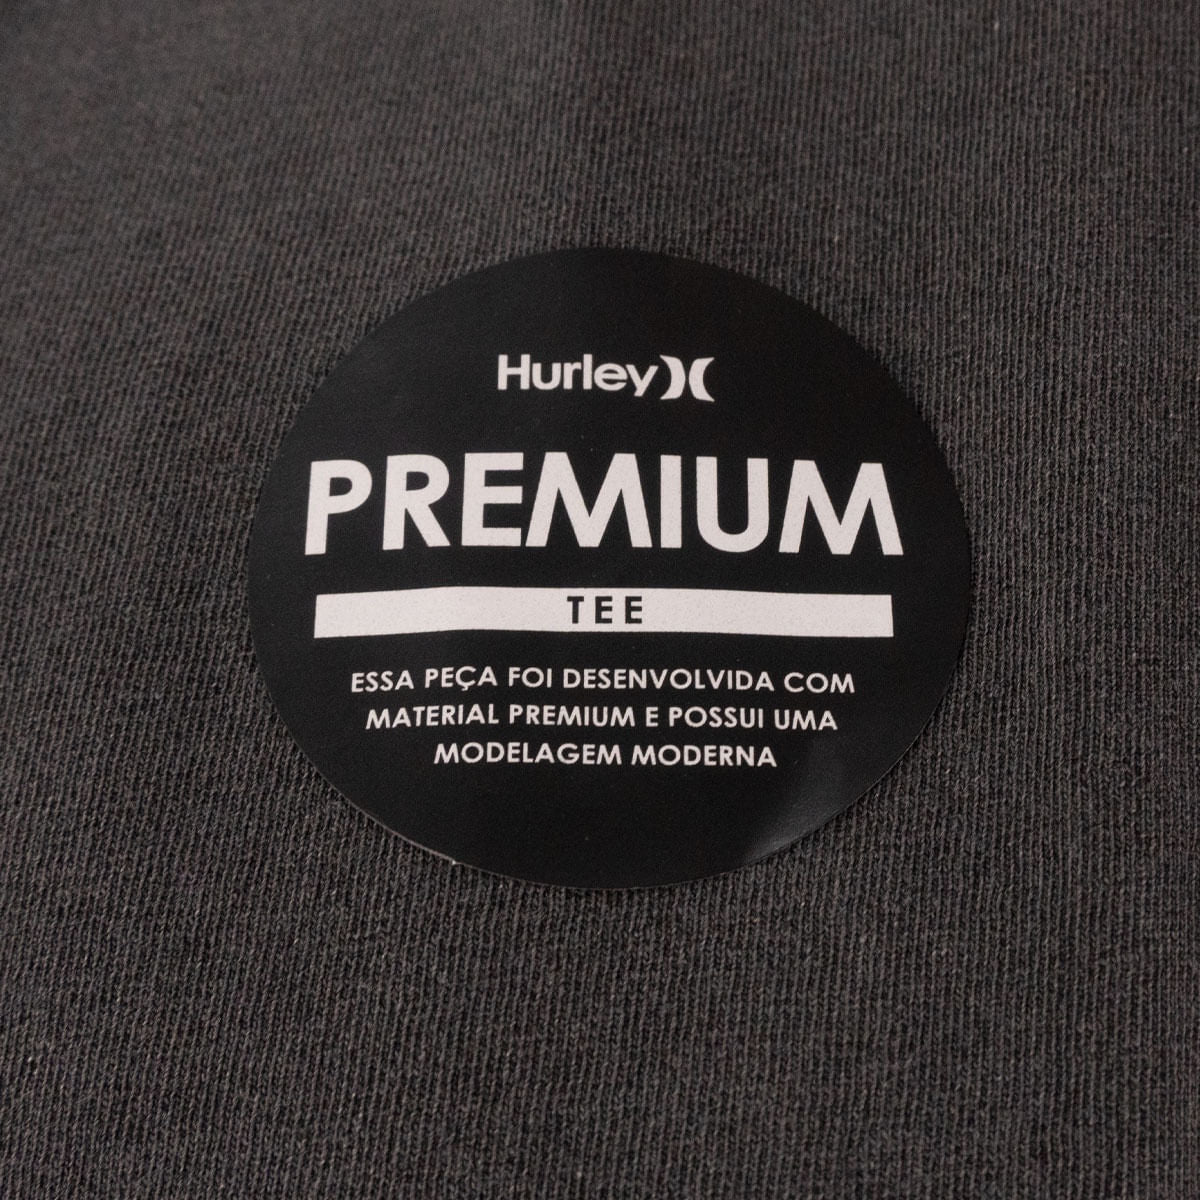 Hurley
PREMIUM
TEE
ESSA PEÇA FOI DESENVOLVIDA COM
MATERIAL PREMIUM E POSSUI UMA
MODELAGEM MODERNA